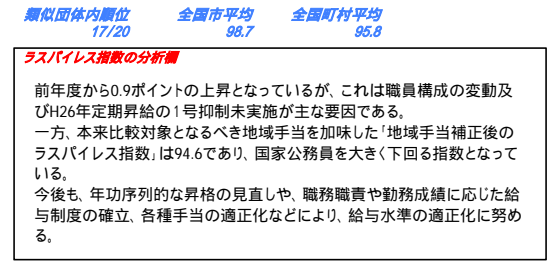 類似団体内順位 全国市平均 全国町村平均
17/20 98.7 95.8
ラスパイレス指数の分析欄
前年度から0.9ポイントの上昇となっているが、これは職員構成の変動及
びH26年定期昇給の1号抑制未実施が主な要因である。
一方、本来比較対象となるべき地域手当を加味した「地域手当補正後の
ラスパイレス指数」は94.6であり、国家公務員を大きく下回る指数となって
いる。
今後も、年功序列的な昇格の見直しや、職務職責や勤務成績に応じた給
与制度の確立、各種手当の適正化などにより、給与水準の適正化に努め
る。